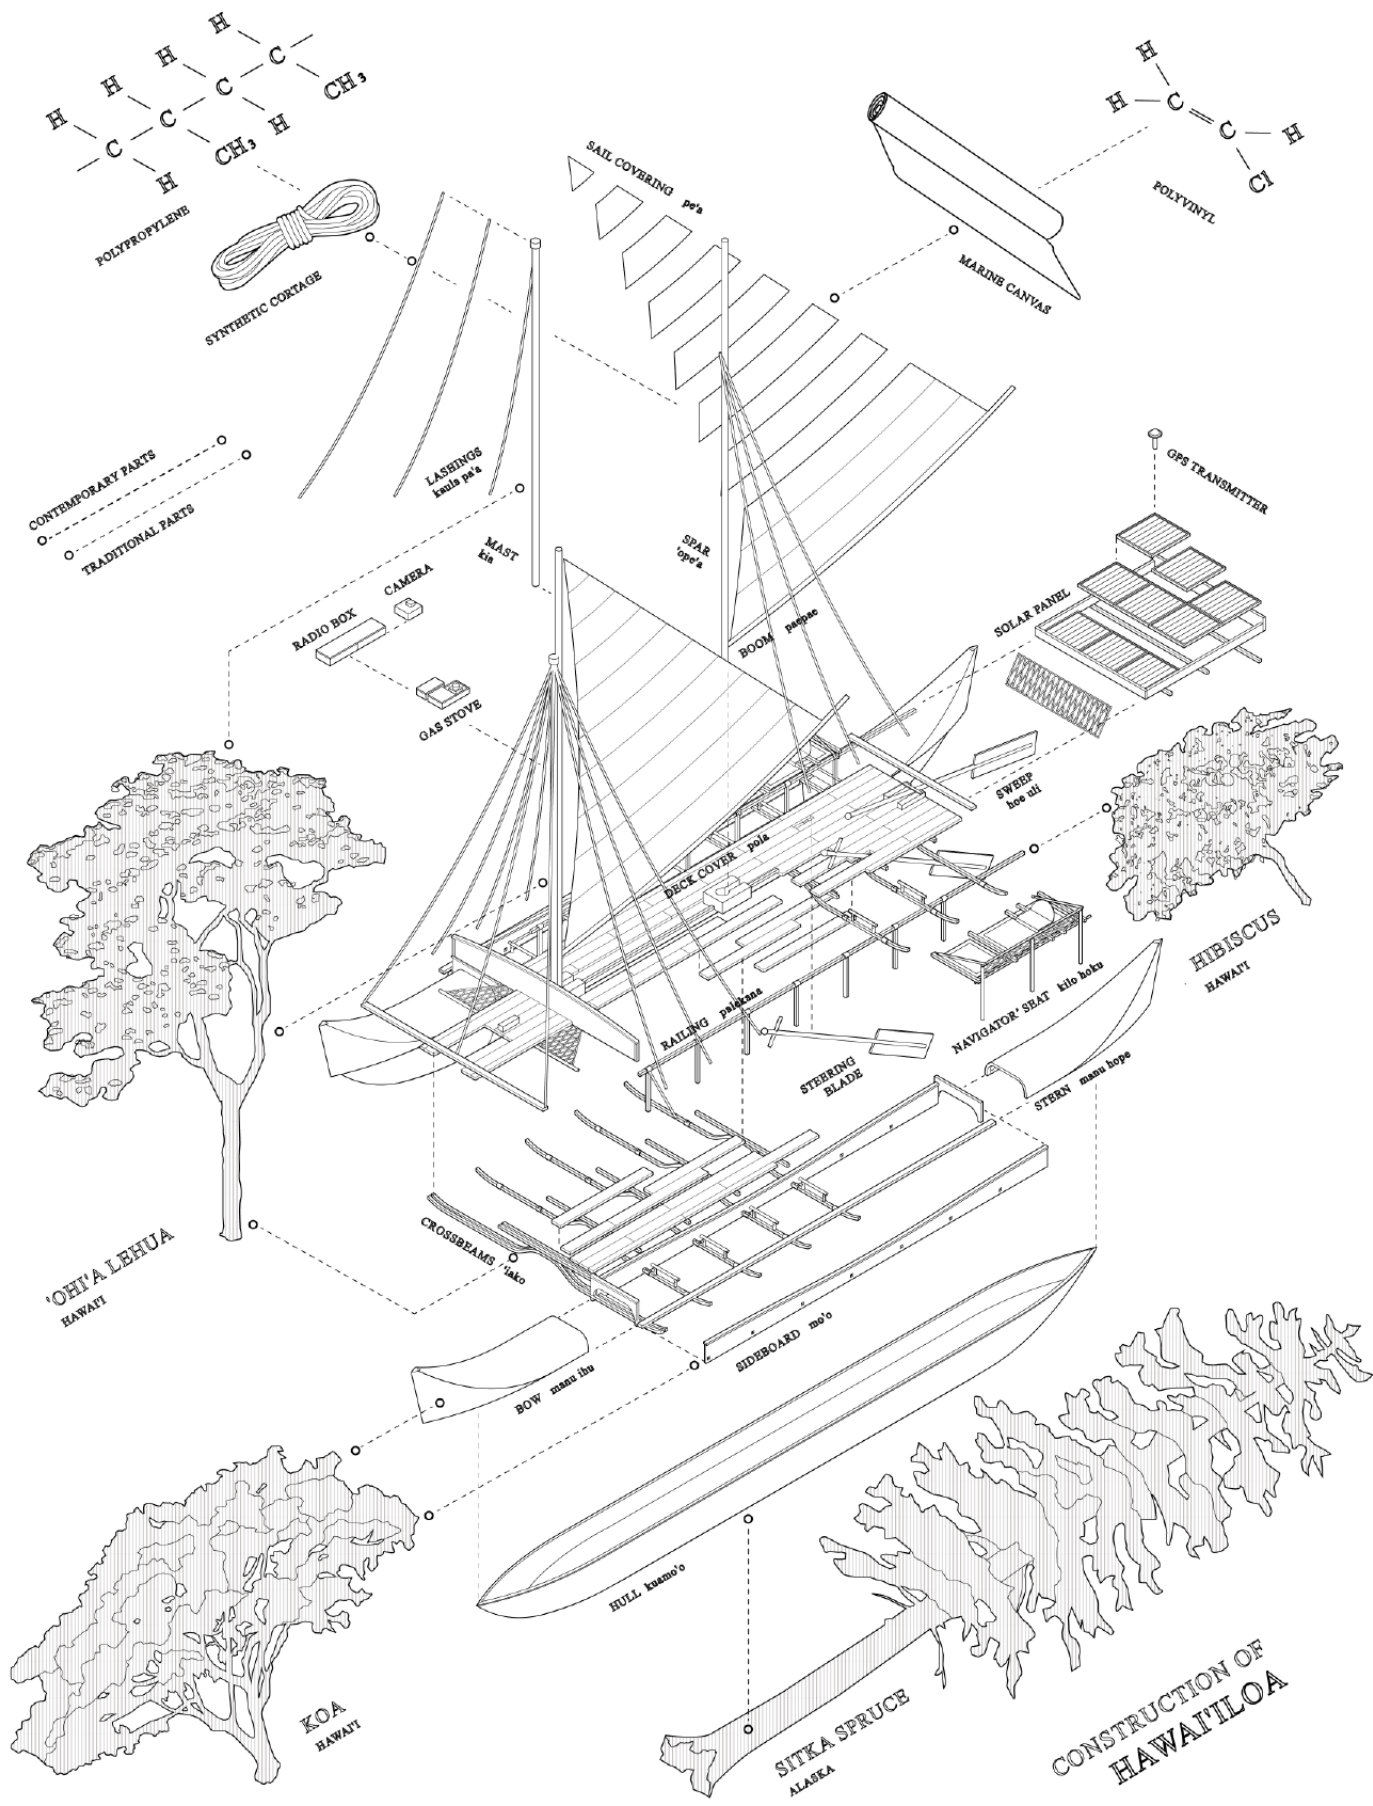 H
H
H
H
C
C
C
C
CH3
CH3
H
H
POLYPROPYLENE
SYNTHETIC CORTAGE
SAIL COVERING pe'a
H
H
C
C
H
Cl
POLYVINYL
MARINE CANVAS
CONTEMPORARY PARTS
TRADITIONAL PARTS
LASHINGS
kaula pa'a
MAST
kia
SPAR
'ope'a
GPS TRANSMITTER
CAMERA
RADIO BOX
GAS STOVE
BOOM paepae
SOLAR PANEL
SWEEP
hoe uli
DECK COVER pola
HIBISCUS
HAWAI'I
RAILING palekana
NAVIGATOR' SEAT kilo hoku
STEERING
BLADE
STERN manu hope
CROSSBEAMS 'iako
'OHI'A LEHUA
HAWAI'I
SIDEBOARD mo'o
BOW manu ihu
HULL kuamo'o
KOA
HAWAI'I
SITKA SPRUCE
ALASKA
CONSTRUCTION OF
HAWAI'ILOA